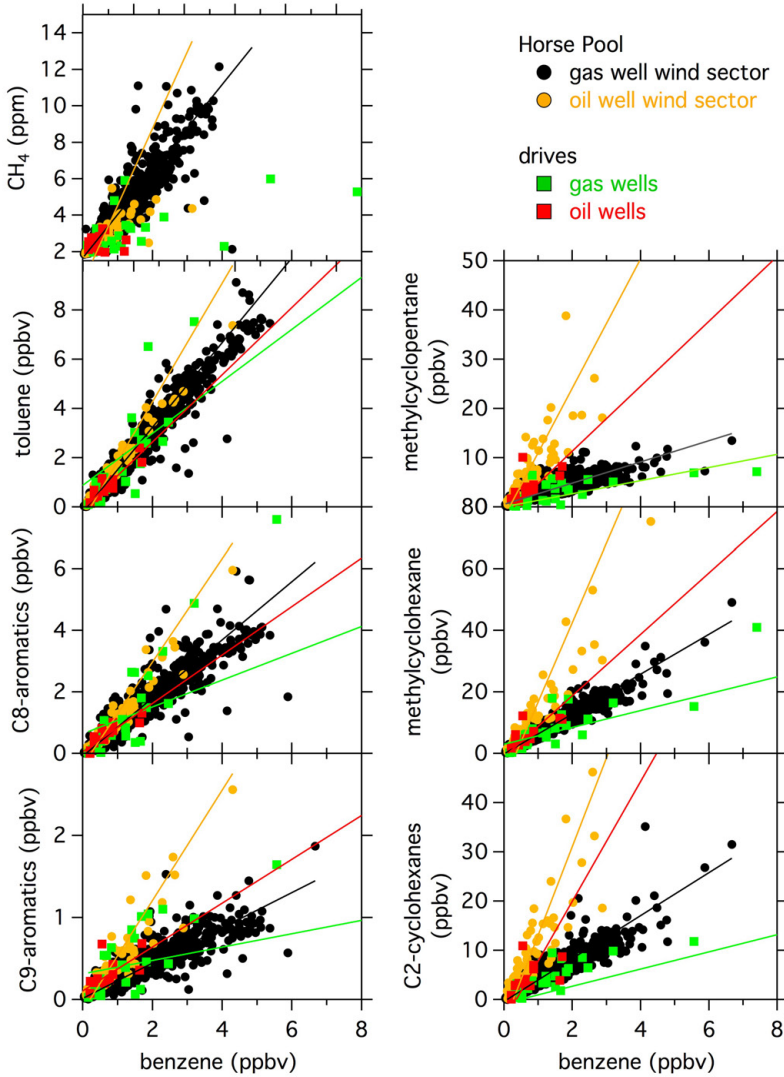 Horse Pool
gas well wind sector
oil well wind sector
drives
gas wells
oil wells
14
12
10
8
6
4
2
CH4 (ppm)
8
6
4
2
0
toluene (ppbv)
50
40
30
20
10
0
methylcyclopentane
(ppbv)
6
4
2
0
C8-aromatics (ppbv)
80
60
40
20
0
methylcyclohexane
(ppbv)
2
1
0
C9-aromatics (ppbv)
0 2 4 6 8
benzene (ppbv)
40
30
20
10
0
C2-cyclohexanes
(ppbv)
0 2 4 6 8
benzene (ppbv)